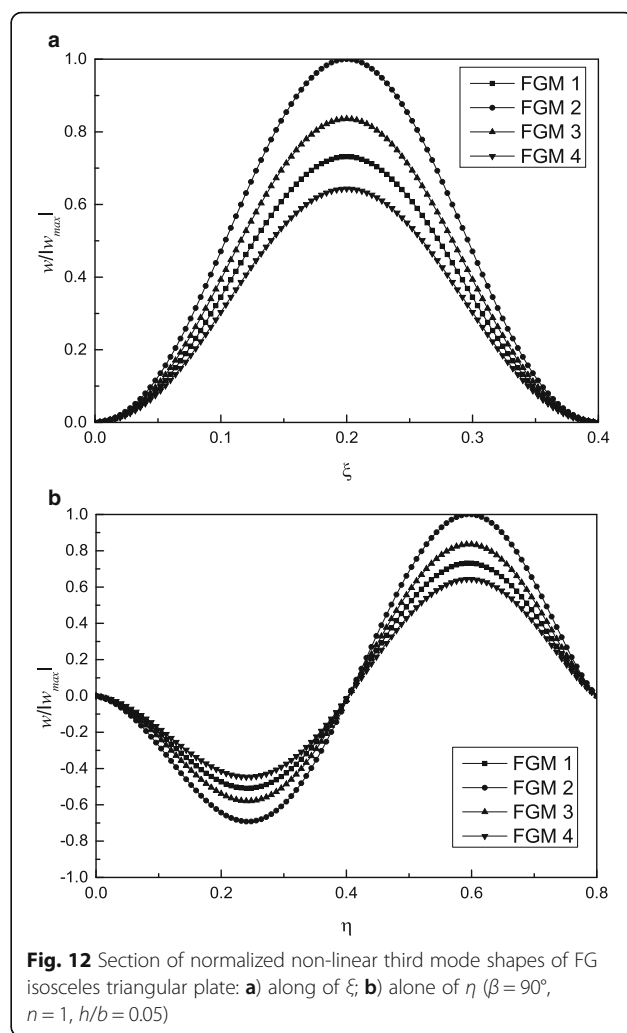 a
1.0
0.8
0.6
0.4
0.2
0.0
w/|w_max|
FGM 1
FGM 2
FGM 3
FGM 4
0.0 0.1 0.2 0.3 0.4
ξ
b
1.0
0.8
0.6
0.4
0.2
0.0
-0.2
-0.4
-0.6
-0.8
-1.0
w/|w_max|
FGM 1
FGM 2
FGM 3
FGM 4
0.0 0.2 0.4 0.6 0.8
η
Fig. 12 Section of normalized non-linear third mode shapes of FG
isosceles triangular plate: a) along of ξ; b) alone of η (β = 90°,
n = 1, h/b = 0.05)